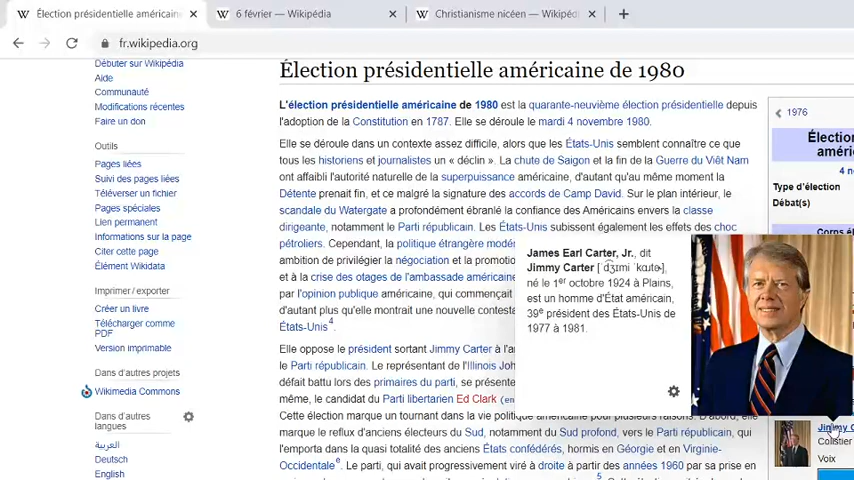 Élection présidentielle américaine
6 février — Wikipédia
Christianisme nicéen — Wikipédi
fr.wikipedia.org
Débuter sur Wikipédia
Aide
Communauté
Modifications récentes
Faire un don
Outils
Pages liées
Suivi des pages liées
Téléverser un fichier
Pages spéciales
Lien permanent
Informations sur la page
Citer cette page
Élément Wikidata
Imprimer / exporter
Créer un livre
Télécharger comme
PDF
Version imprimable
Dans d'autres projets
Wikimedia Commons
Dans d'autres
langues
العربية
Deutsch
English
Élection présidentielle américaine de 1980
L'élection présidentielle américaine de 1980 est la quarante-neuvième élection présidentielle depuis
l'adoption de la Constitution en 1787. Elle se déroule le mardi 4 novembre 1980.
Elle se déroule dans un contexte assez difficile, alors que les États-Unis semblent connaître ce que
tous les historiens et journalistes un « déclin ». La chute de Saigon et la fin de la Guerre du Viêt Nam
ont affaibli l'autorité naturelle de la superpuissance américaine, d'autant qu'au même moment la
Détente prenait fin, et ce malgré la signature des accords de Camp David. Sur le plan intérieur, le
scandale du Watergate a profondément ébranlé la confiance des Américains envers la classe
dirigeante, notamment le Parti républicain. Les États-Unis subissent également les effets des choc
pétroliers. Cependant, la politique étrangère modér
ambition de privilégier la négociation et la promotio
et à la crise des otages de l'ambassade américaine
par l'opinion publique américaine, qui commençait
d'autant plus qu'elle montrait une nouvelle contesta
États-Unis 4.
Elle oppose le président sortant Jimmy Carter à l'a
le Parti républicain. Le représentant de l'Illinois Joh
défait battu lors des primaires du parti, se présente
même, le candidat du Parti libertarien Ed Clark (en
Cette élection marque un tournant dans la vie politique américaine pour plusieurs raisons. D'abord, elle
marque le reflux d'anciens électeurs du Sud, notamment du Sud profond, vers le Parti républicain, qui
l'emporta dans la quasi totalité des anciens États confédérés, hormis en Géorgie et en Virginie-
Occidentale e. Le parti, qui avait progressivement viré à droite à partir des années 1960 par sa prise en
5
James Earl Carter, Jr., dit
Jimmy Carter [ˈd͡ʒɪmi ˈkɑɹtɚ],
né le 1er octobre 1924 à Plains,
est un homme d'État américain,
39e président des États-Unis de
1977 à 1981.
1976
Électio
améri
4 no
Type d'élection
Débat(s)
Corps él
Jimmy C
Colistier
Voix